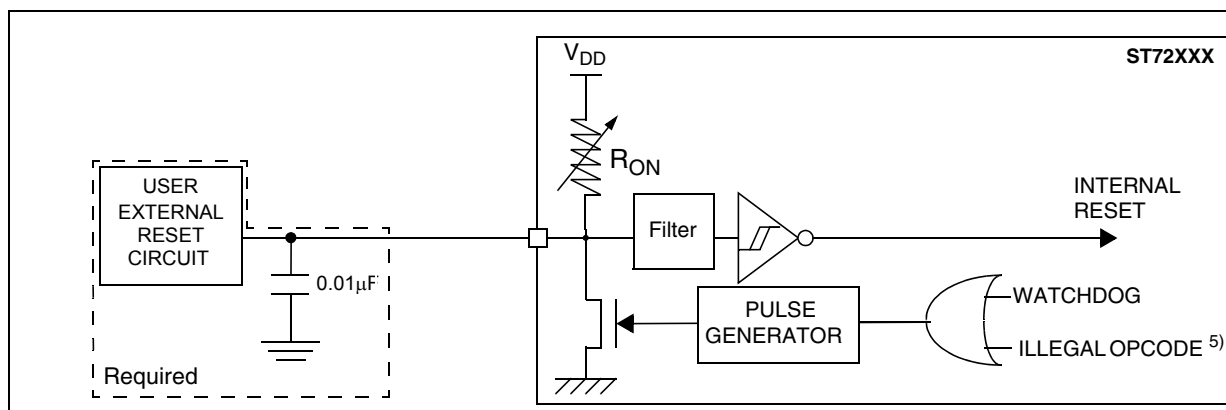 V_DD
ST72XXX
R_ON
USER
EXTERNAL
RESET
CIRCUIT
0.01µF
Required
Filter
INTERNAL
RESET
PULSE
GENERATOR
WATCHDOG
ILLEGAL OPCODE 5)